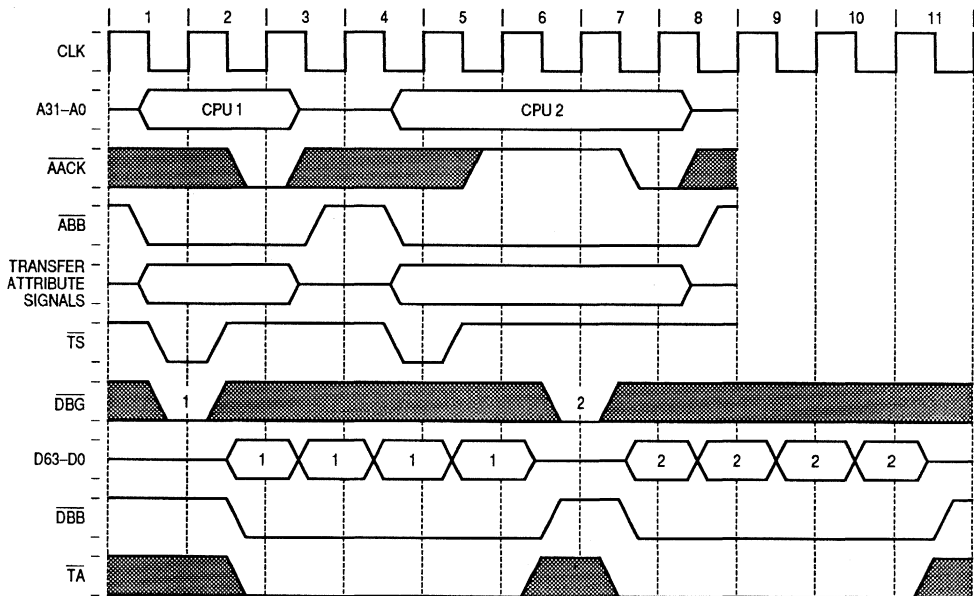 1 2 3 4 5 6 7 8 9 10 11
CLK
A31–A0 CPU 1 CPU 2
AACK
ABB
TRANSFER
ATTRIBUTE
SIGNALS
TS
DBG 1 2
D63–D0 1 1 1 1 2 2 2 2
DBB
TA